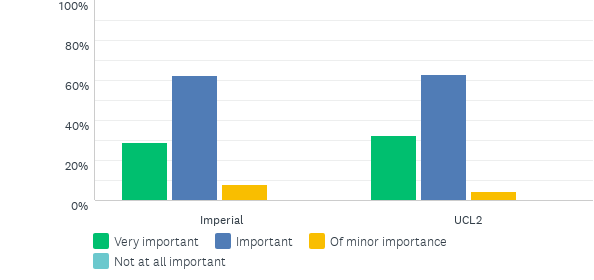 100%
80%
60%
40%
20%
0%
Imperial UCL2
Very important Important Of minor importance
Not at all important